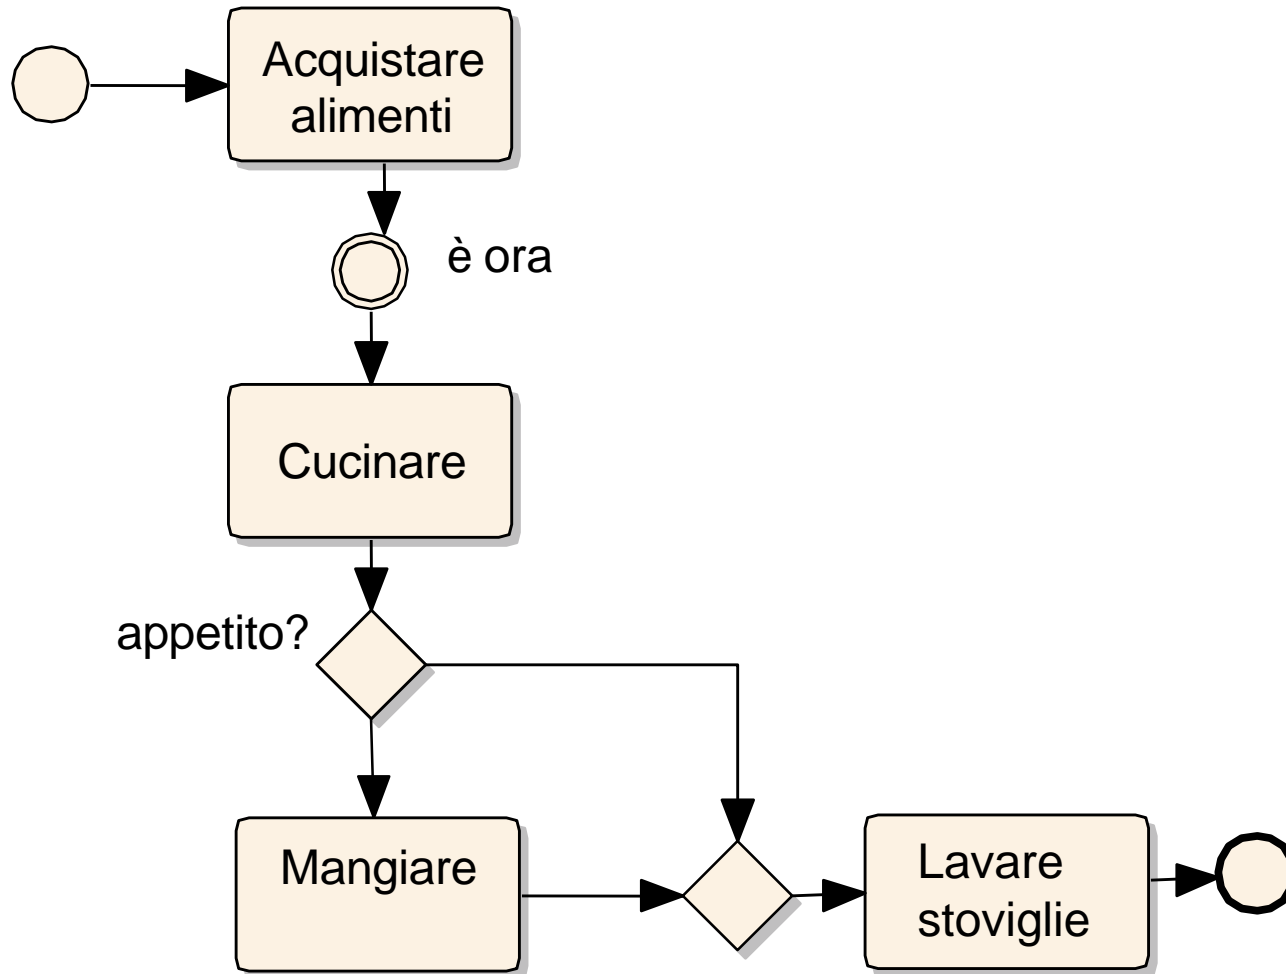 Acquistare
alimenti
è ora
Cucinare
appetito?
Mangiare
Lavare
stoviglie